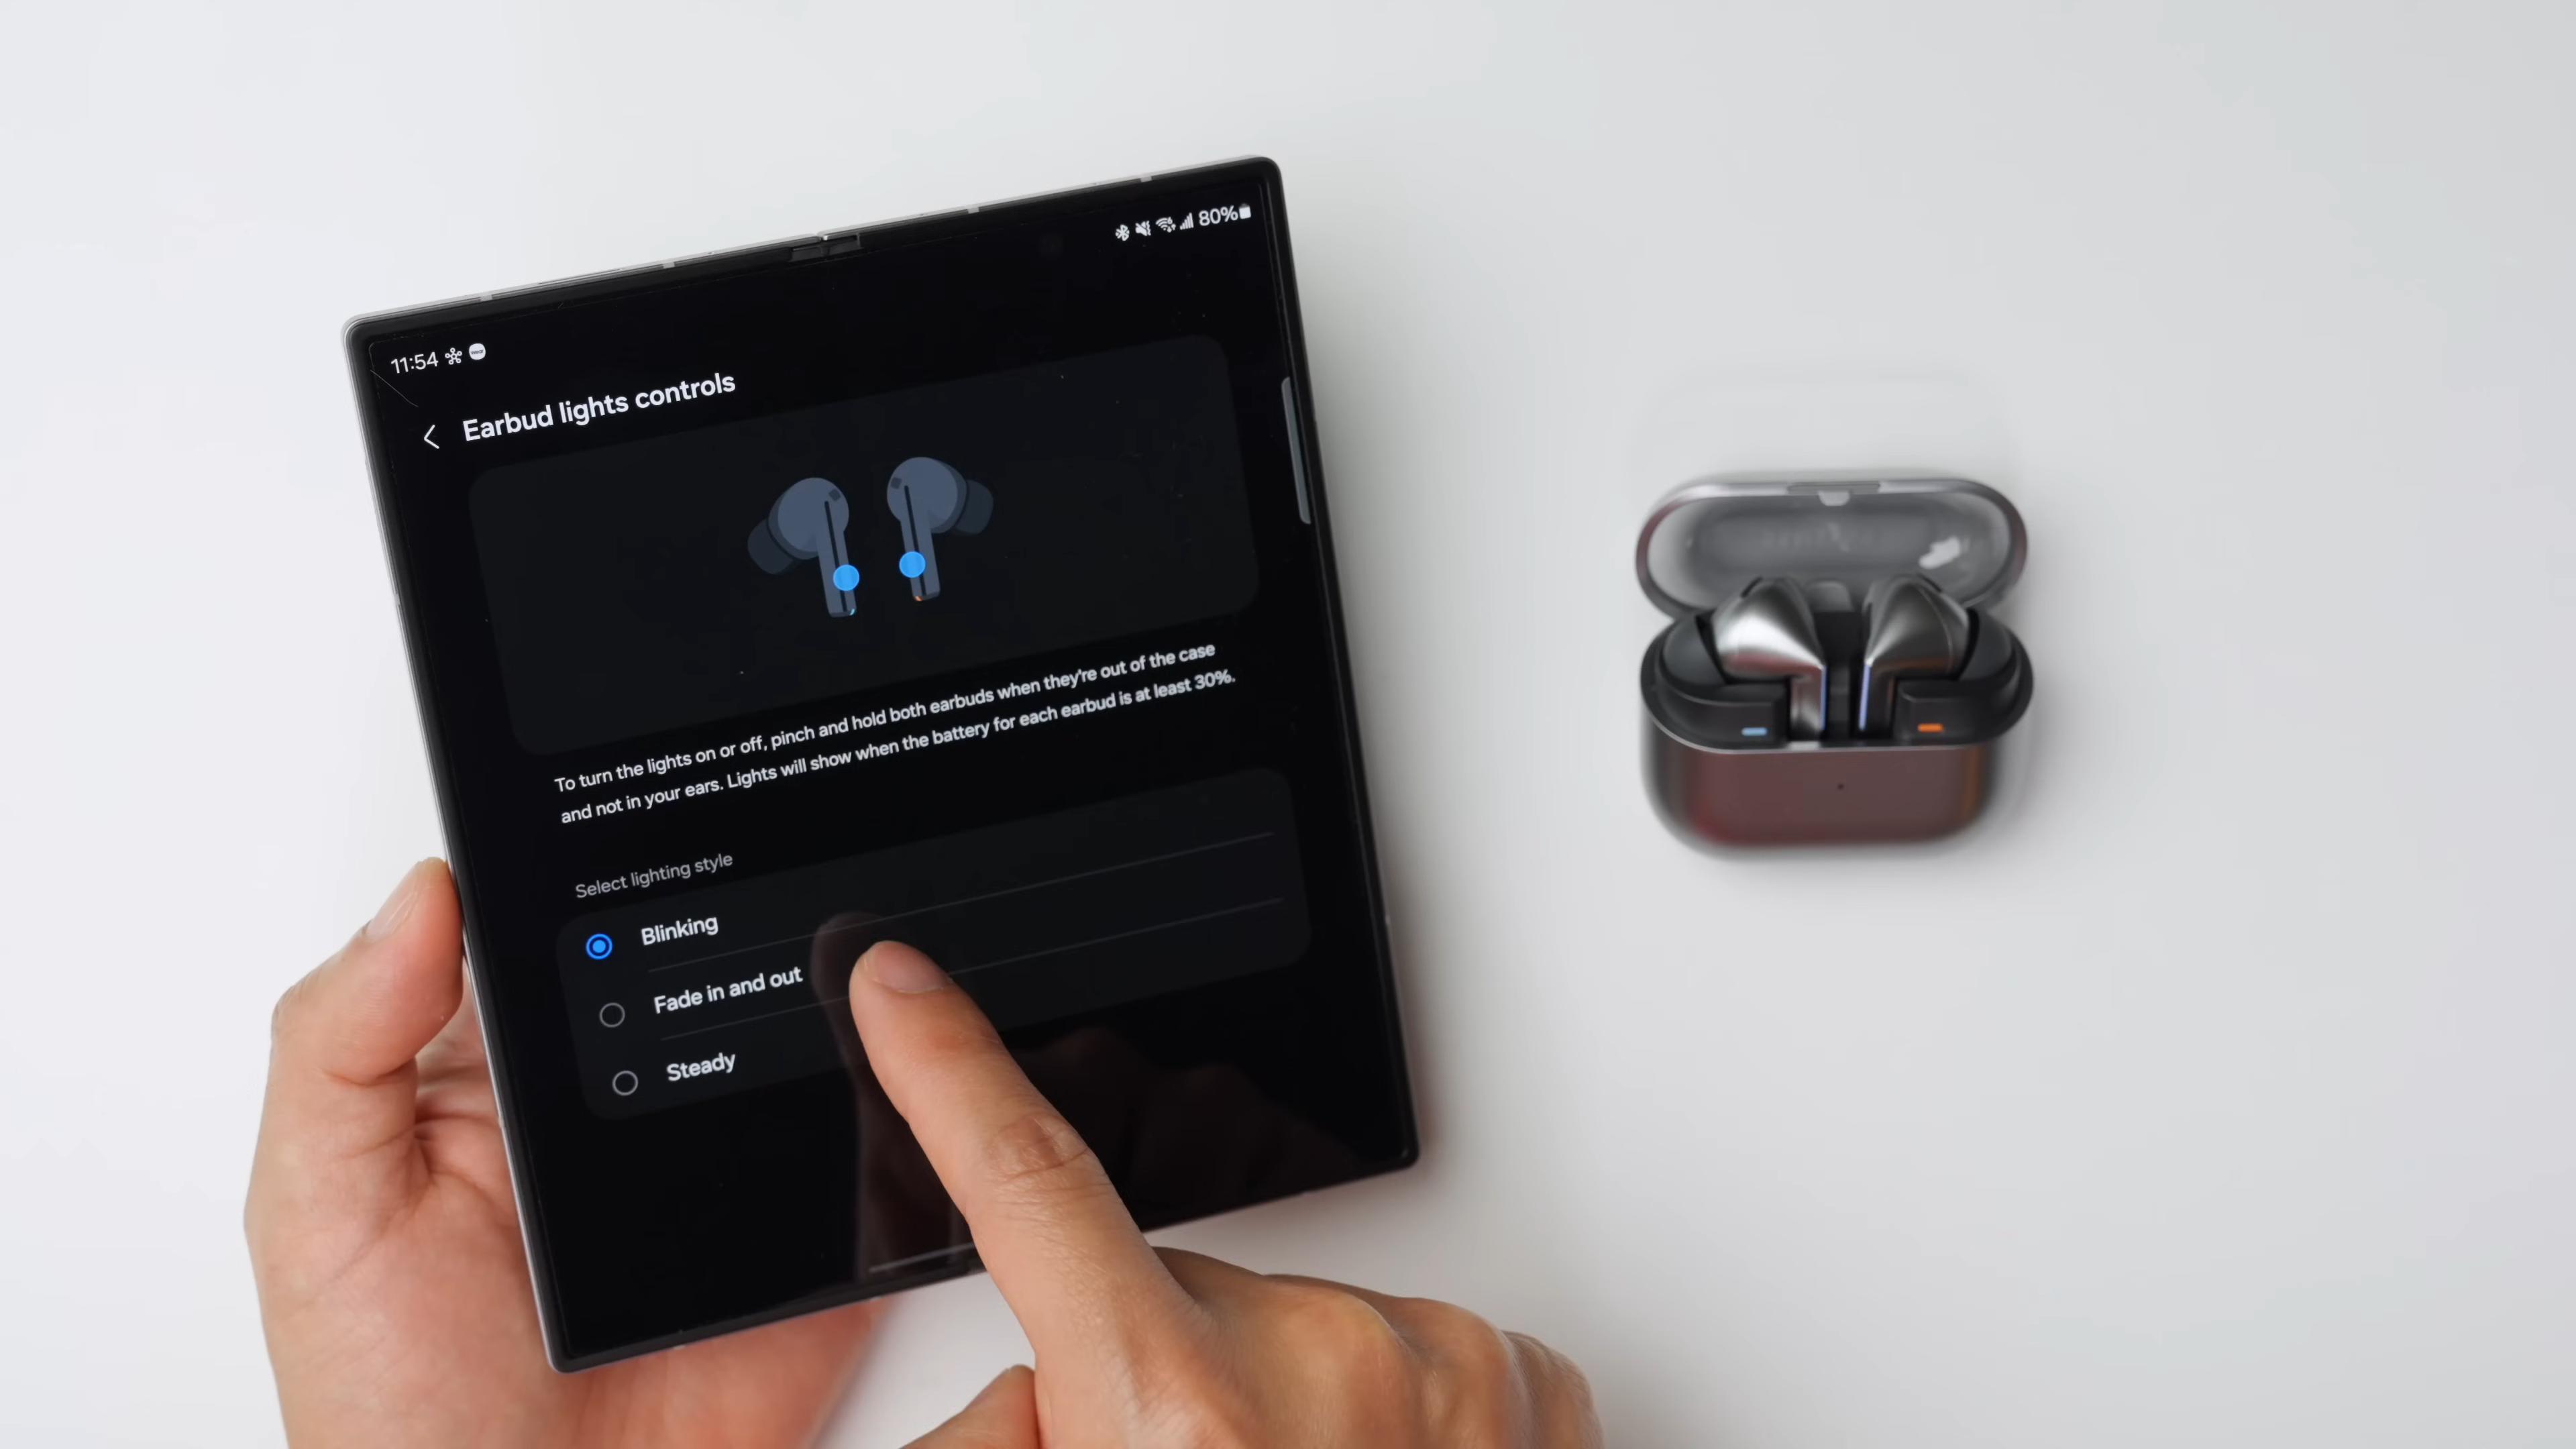 11:54
80%
Earbud lights controls
To turn the lights on or off, pinch and hold both earbuds when they're out of the case
and not in your ears. Lights will show when the battery for each earbud is at least 30%.
Select lighting style
Blinking
Fade in and out
Steady